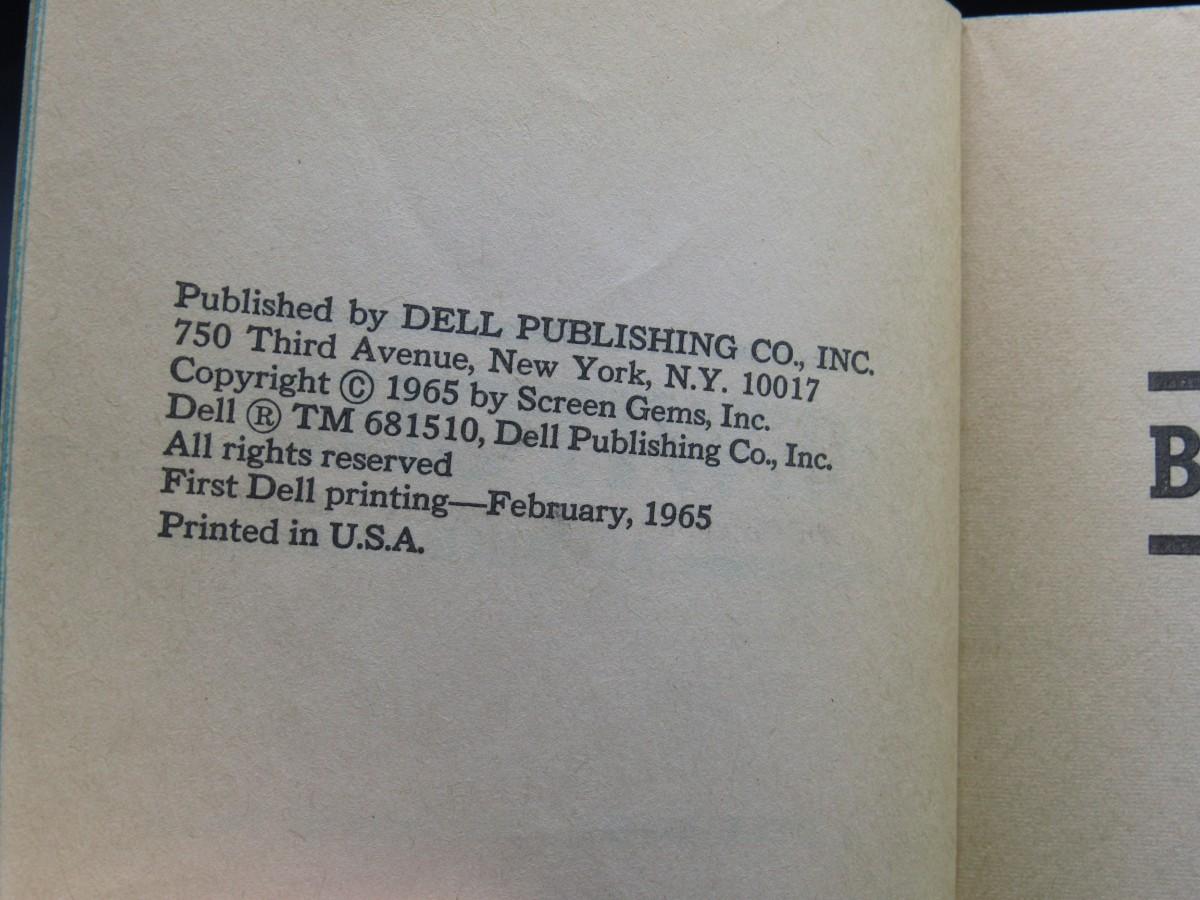 Published by DELL PUBLISHING CO., INC.
750 Third Avenue, New York, N.Y. 10017
Copyright © 1965 by Screen Gems, Inc.
Dell ® TM 681510, Dell Publishing Co., Inc.
All rights reserved
First Dell printing—February, 1965
Printed in U.S.A.
B